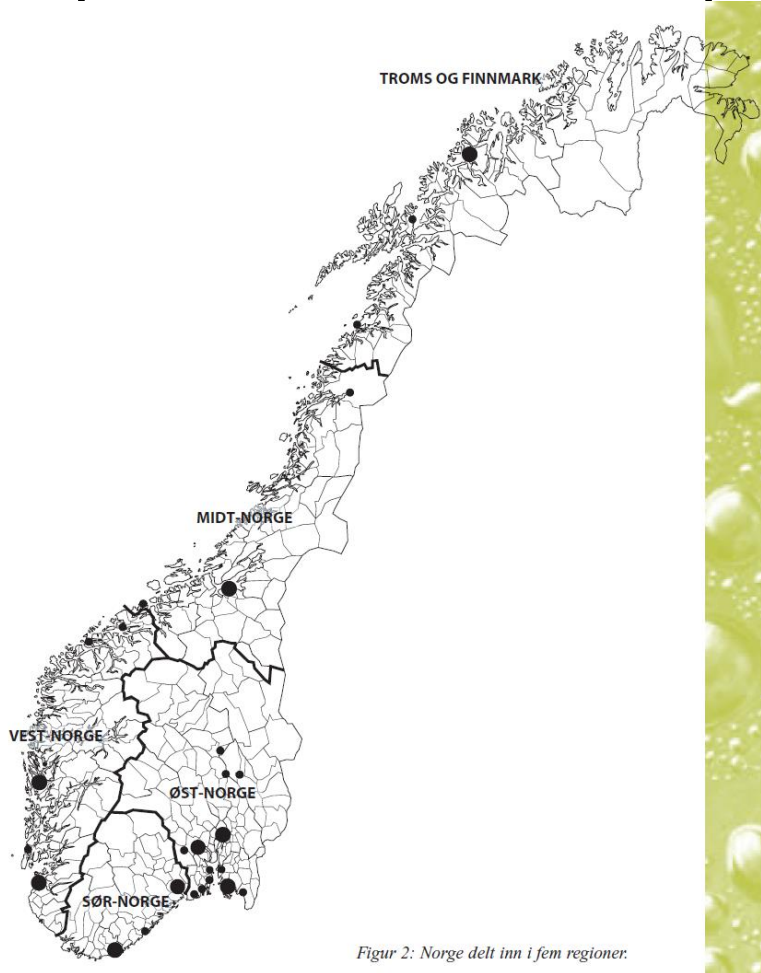 TROMS OG FINNMARK
MIDT-NORGE
VEST-NORGE
ØST-NORGE
SØR-NORGE
Figur 2: Norge delt inn i fem regioner.